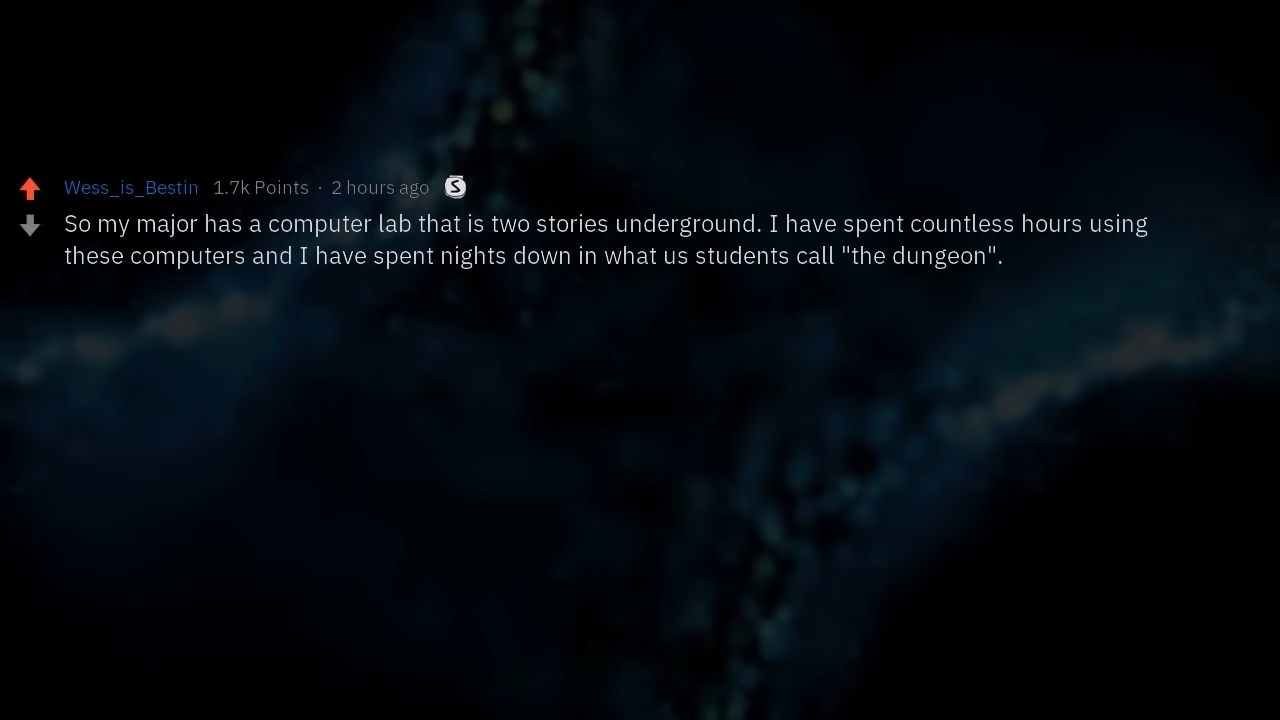 Wess_is_Bestin 1.7k Points · 2 hours ago
So my major has a computer lab that is two stories underground. I have spent countless hours using
these computers and I have spent nights down in what us students call "the dungeon".